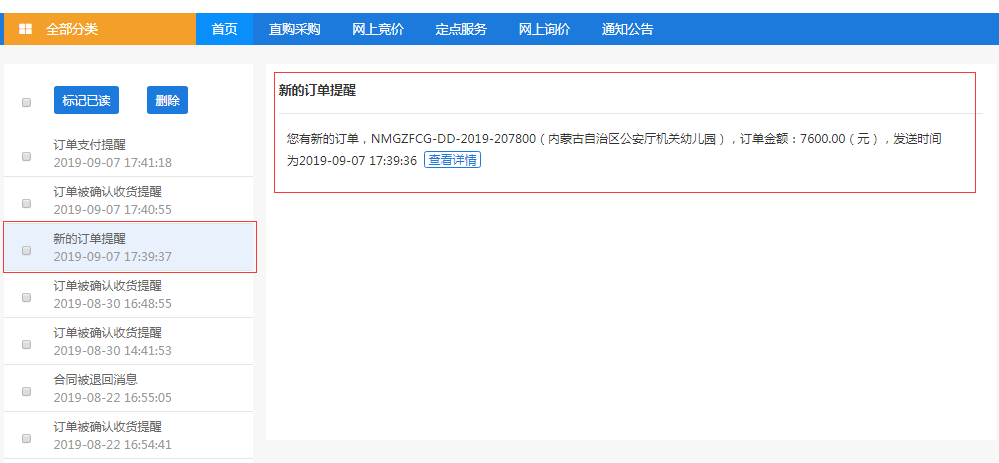 全部分类 首页 直购采购 网上竞价 定点服务 网上询价 通知公告
标记已读 删除
订单支付提醒
2019-09-07 17:41:18
订单被确认收货提醒
2019-09-07 17:40:55
新的订单提醒
2019-09-07 17:39:37
订单被确认收货提醒
2019-08-30 16:48:55
订单被确认收货提醒
2019-08-30 14:41:53
合同被退回消息
2019-08-22 16:55:05
订单被确认收货提醒
2019-08-22 16:54:41
新的订单提醒
您有新的订单，NMGZFCG-DD-2019-207800（内蒙古自治区公安厅机关幼儿园），订单金额：7600.00（元），发送时间
为2019-09-07 17:39:36 查看详情